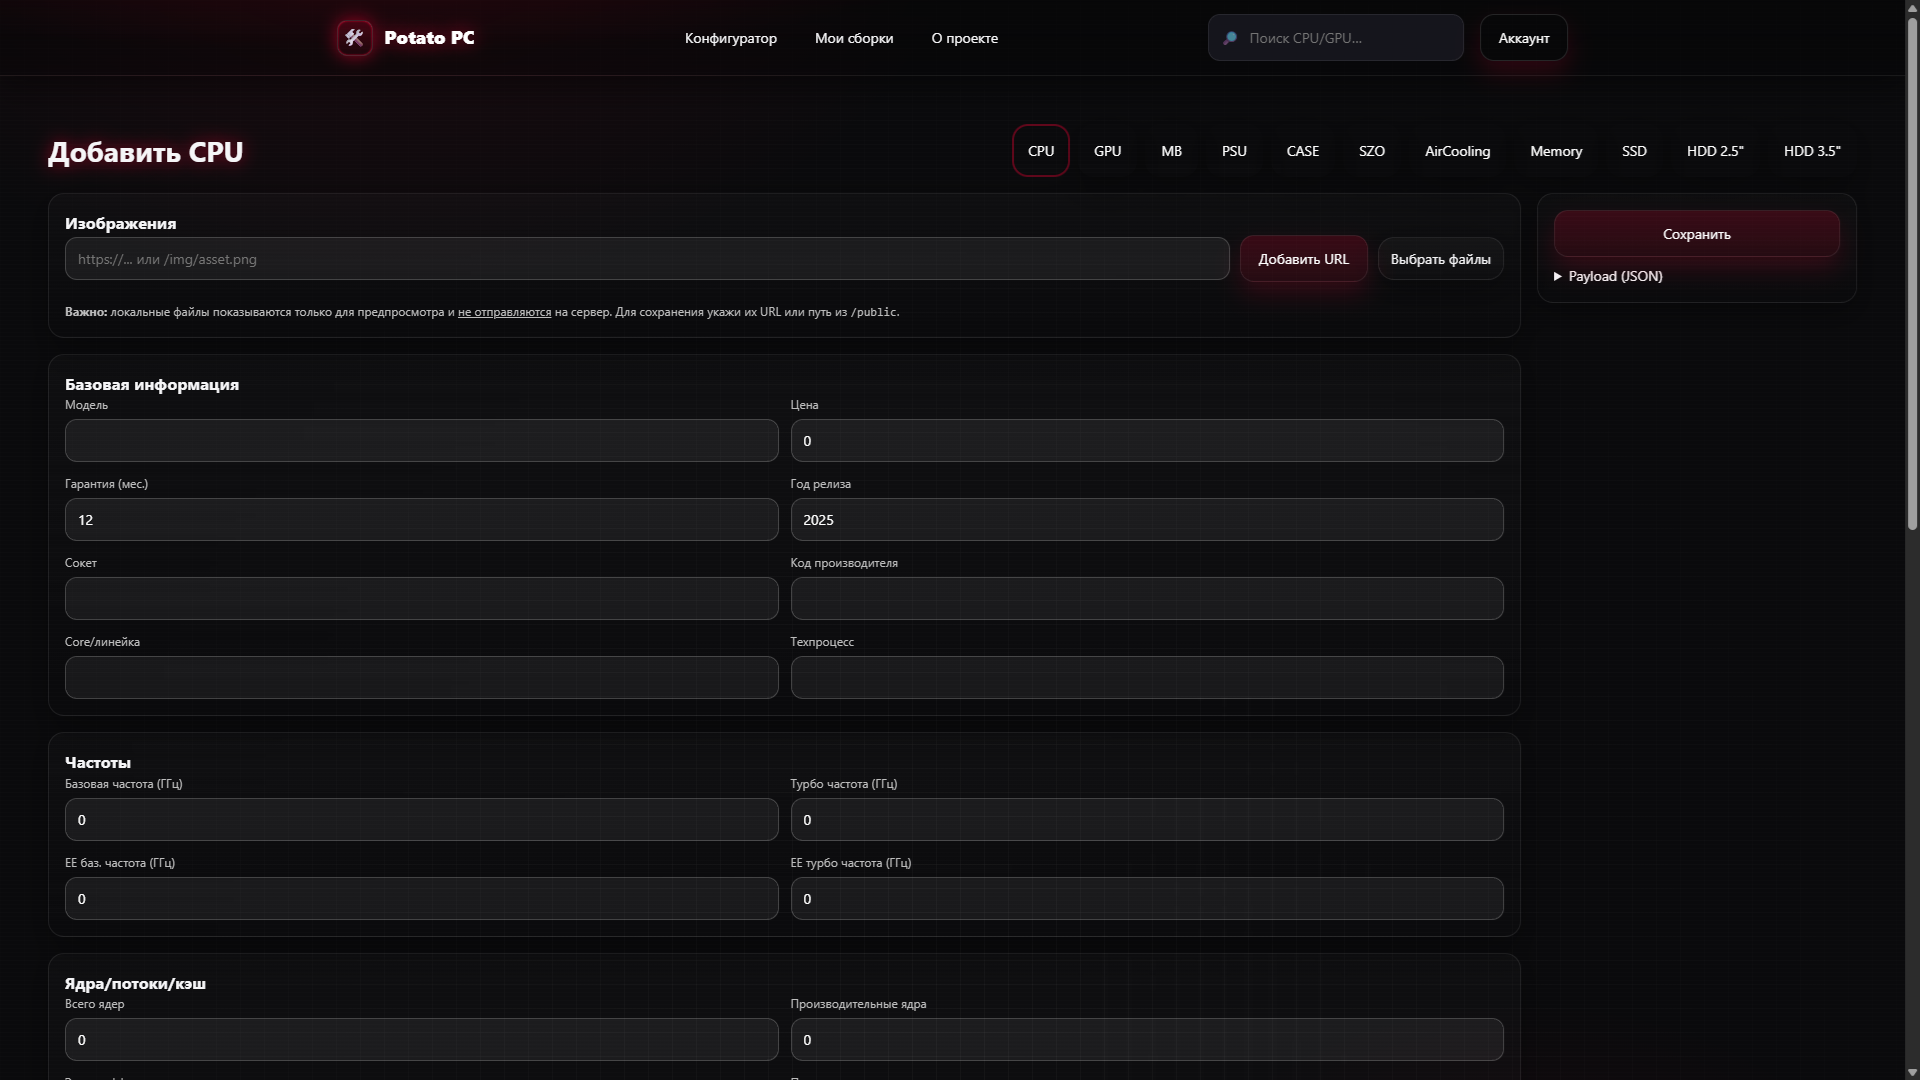 Potato PC
Конфигуратор
Мои сборки
О проекте
Поиск CPU/GPU...
Аккаунт
Добавить CPU
CPU
GPU
MB
PSU
CASE
SZO
AirCooling
Memory
SSD
HDD 2.5"
HDD 3.5"
Изображения
https://... или /img/asset.png
Добавить URL
Выбрать файлы
Важно: локальные файлы показываются только для предпросмотра и не отправляются на сервер. Для сохранения укажи их URL или путь из /public.
Сохранить
Payload (JSON)
Базовая информация
Модель
Цена
0
Гарантия (мес.)
Год релиза
12
2025
Сокет
Код производителя
Core/линейка
Техпроцесс
Частоты
Базовая частота (ГГц)
Турбо частота (ГГц)
0
0
EE баз. частота (ГГц)
EE турбо частота (ГГц)
0
0
Ядра/потоки/кэш
Всего ядер
Производительные ядра
0
0